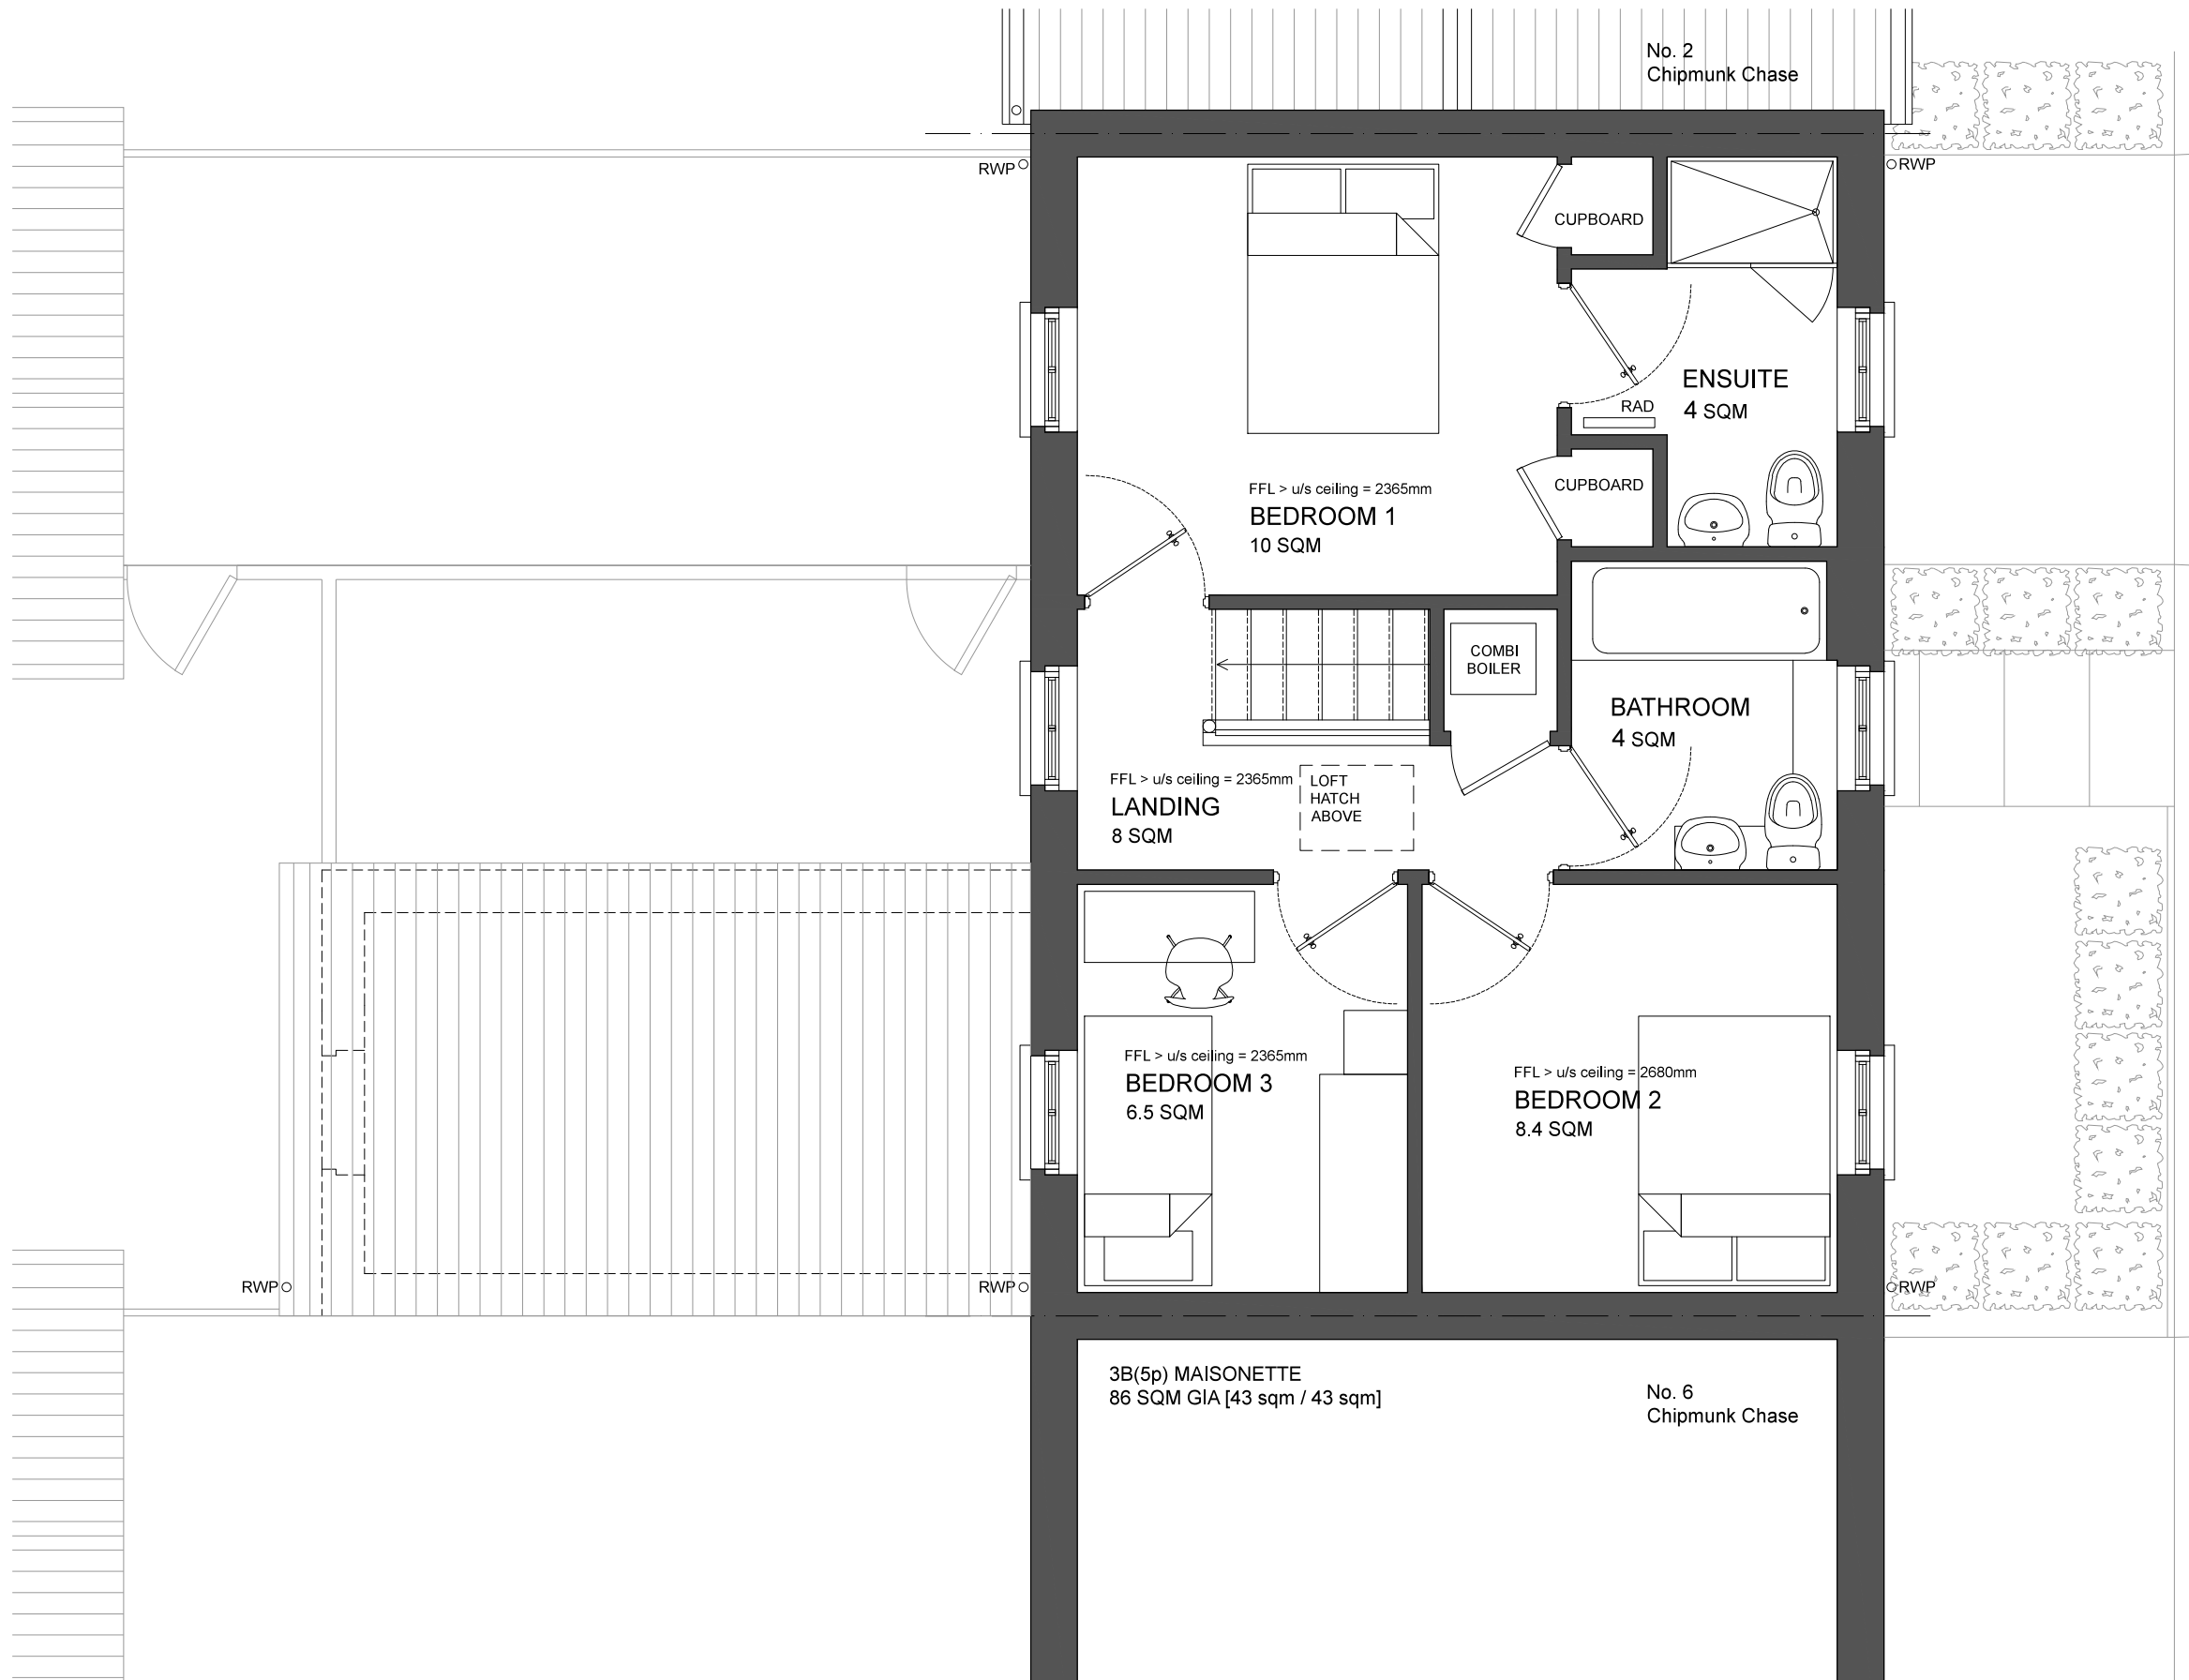 No. 2
Chipmunk Chase
RWP
RWP
CUPBOARD
ENSUITE
4 SQM
RAD
CUPBOARD
FFL > u/s ceiling = 2365mm
BEDROOM 1
10 SQM
COMBI
BOILER
BATHROOM
4 SQM
FFL > u/s ceiling = 2365mm
LANDING
8 SQM
LOFT
HATCH
ABOVE
FFL > u/s ceiling = 2365mm
BEDROOM 3
6.5 SQM
FFL > u/s ceiling = 2680mm
BEDROOM 2
8.4 SQM
RWP
RWP
RWP
3B(5p) MAISONETTE
86 SQM GIA [43 sqm / 43 sqm]
No. 6
Chipmunk Chase